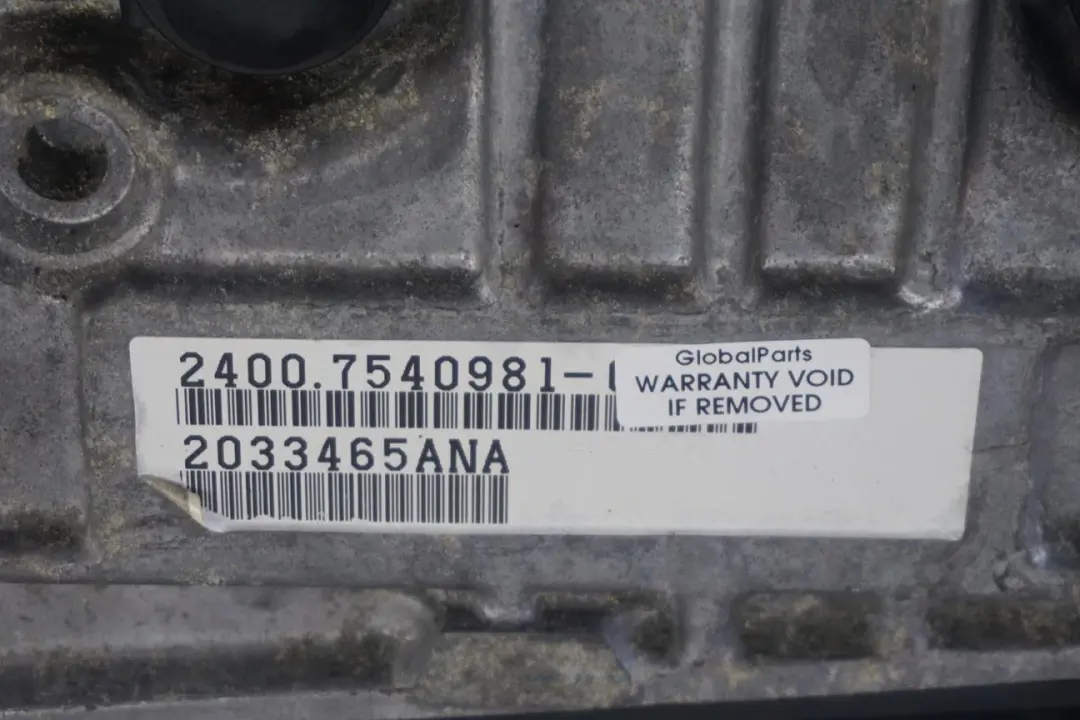 2400.7540981-
GlobalParts
WARRANTY VOID
IF REMOVED
2033465ANA